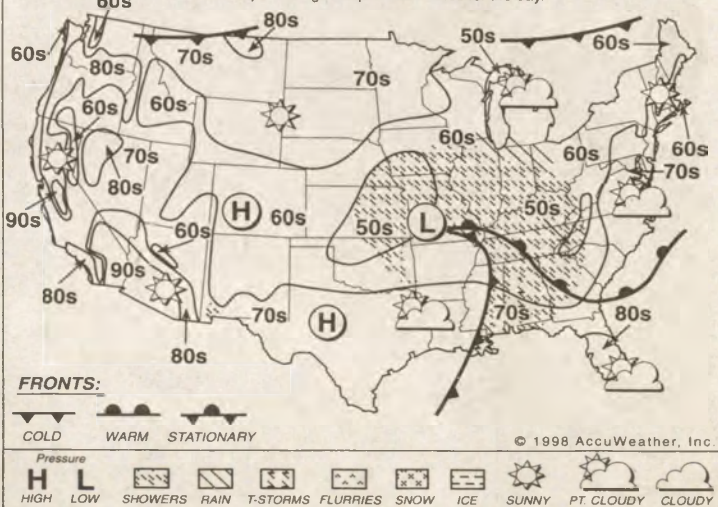 60s
80s
60s
70s
60s
50s
80s
70s
60s
60s
60s
60s
60s
70s
70s
80s
90s
H
60s
60s
50s
L
50s
90s
80s
80s
70s
H
70s
80s
FRONTS:
COLD WARM STATIONARY
© 1998 AccuWeather, Inc.
Pressure
H L
HIGH LOW SHOWERS RAIN T-STORMS FLURRIES SNOW ICE SUNNY PT. CLOUDY CLOUDY